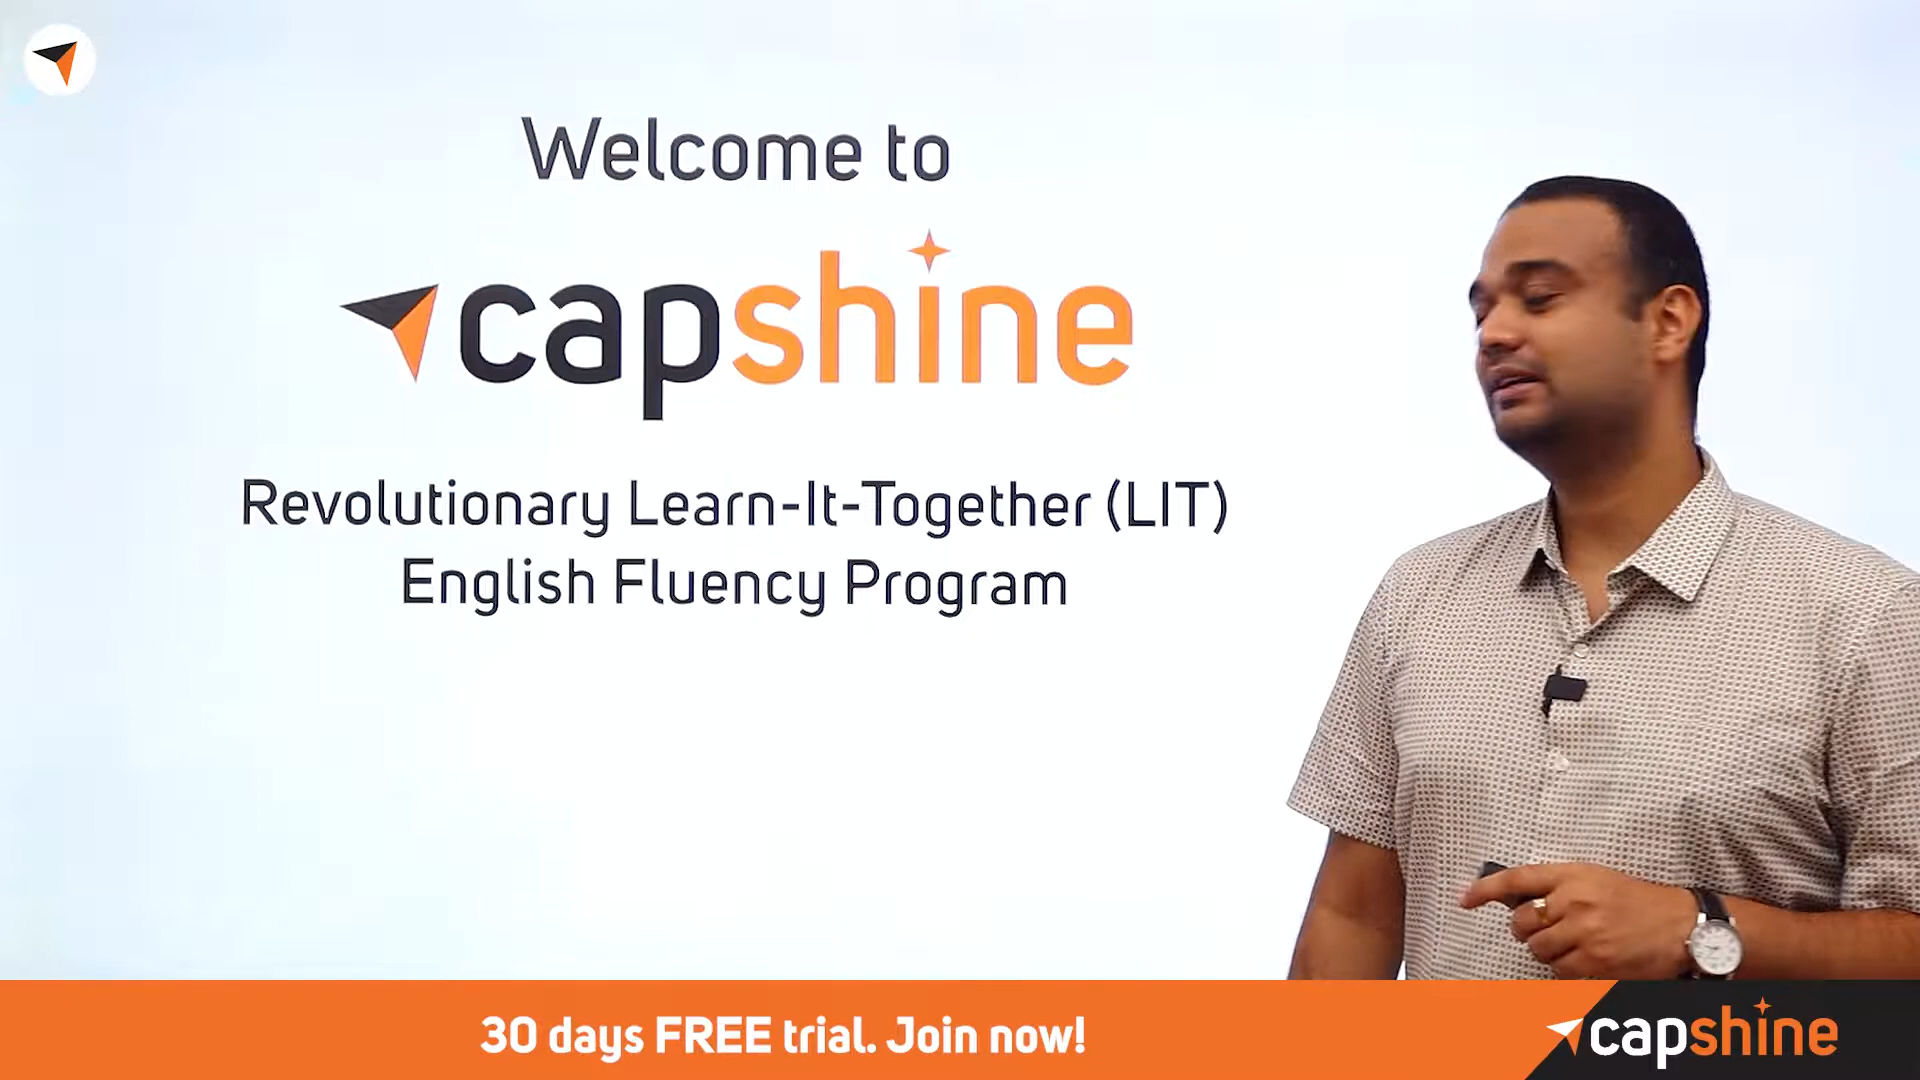 Welcome to
capshine
Revolutionary Learn-It-Together (LIT)
English Fluency Program
30 days FREE trial. Join now!
capshine